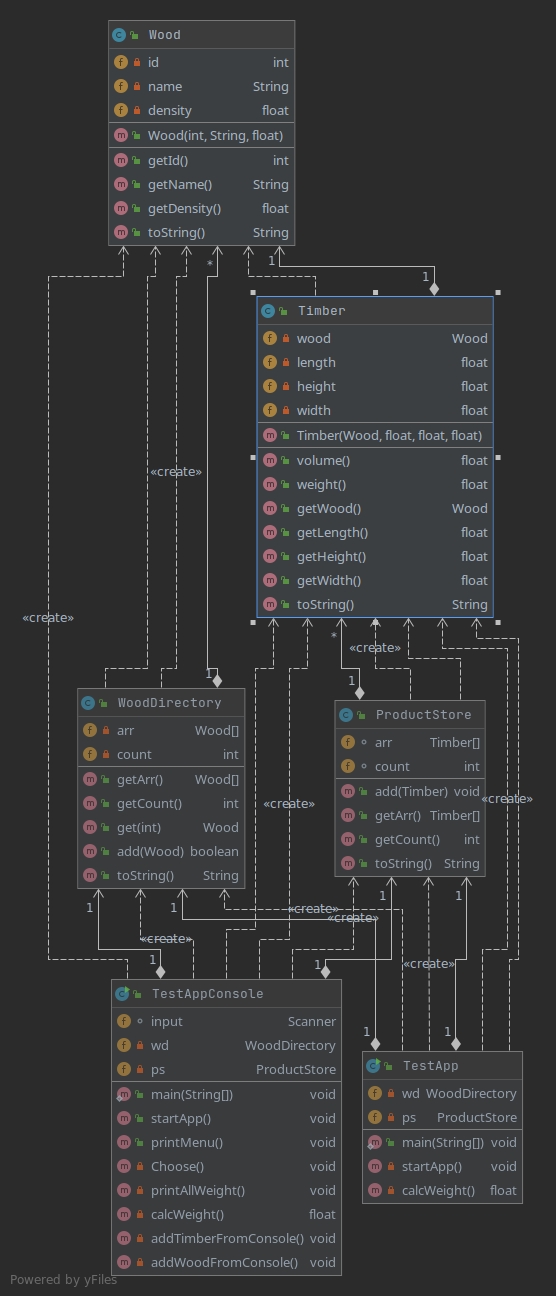 Wood
id int
name String
density float
Wood(int, String, float)
getId() int
getName() String
getDensity() float
toString() String
* 1 1
Timber
wood Wood
length float
height float
width float
Timber(Wood, float, float, float)
volume() float
weight() float
getWood() Wood
getLength() float
getHeight() float
getWidth() float
toString() String
«create»
«create»
* «create»
1 1
WoodDirectory
arr Wood[]
count int
getArr() Wood[]
getCount() int
get(int) Wood
add(Wood) boolean
toString() String
ProductStore
arr Timber[]
count int
add(Timber) void
getArr() Timber[]
getCount() int
toString() String
«create» «create»
1 1 1 1
«create»
«create»
«create»
1 1 «create»
TestAppConsole
input Scanner
wd WoodDirectory
ps ProductStore
main(String[]) void
startApp() void
printMenu() void
Choose() void
printAllWeight() void
calcWeight() float
addTimberFromConsole() void
addWoodFromConsole() void
1 1
TestApp
wd WoodDirectory
ps ProductStore
main(String[]) void
startApp() void
calcWeight() float
Powered by yFiles